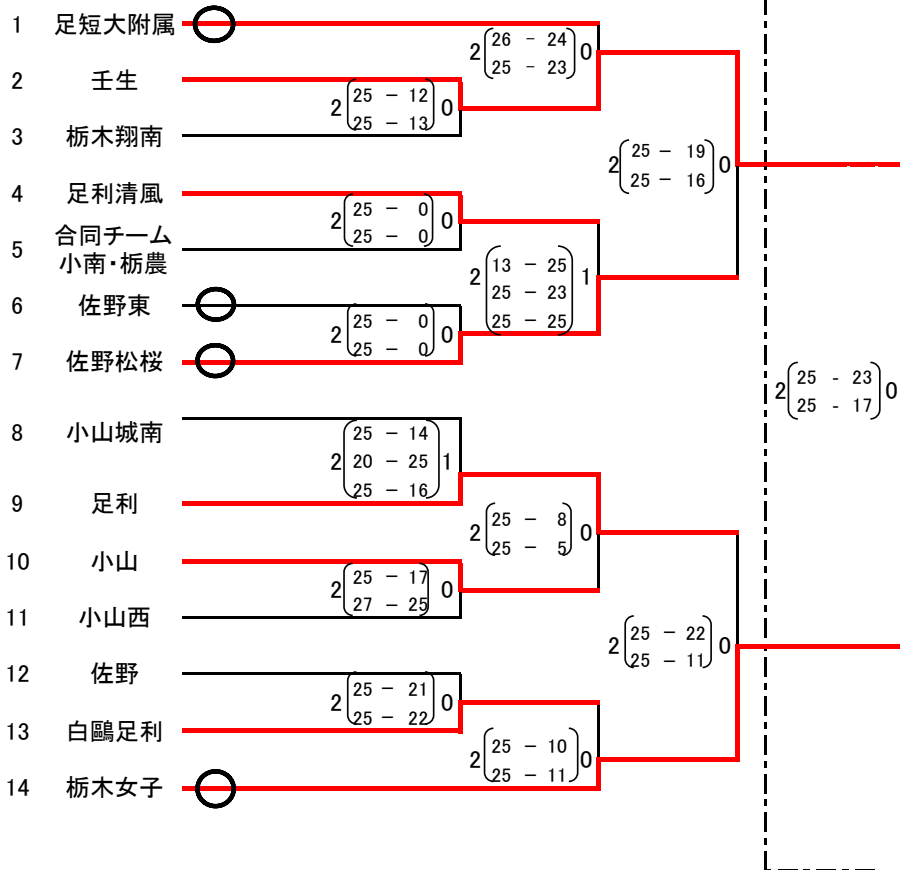 1 足短大附属
2 壬生
3 栃木翔南
4 足利清風
5 合同チーム
小南・栃農
6 佐野東
7 佐野松桜
8 小山城南
9 足利
10 小山
11 小山西
12 佐野
13 白鷗足利
14 栃木女子
2 25 － 12 0
25 － 13
2 25 － 0 0
25 － 0
2 25 － 0 0
25 － 0
2 25 － 14 1
20 － 25
25 － 16
2 25 － 17 0
27 － 25
2 25 － 21 0
25 － 22
2 26 － 24 0
25 － 23
2 13 － 25 1
25 － 23
25 － 25
2 25 － 8 0
25 － 5
2 25 － 10 0
25 － 11
2 25 － 19 0
25 － 16
2 25 － 22 0
25 － 11
2 25 - 23 0
25 - 17